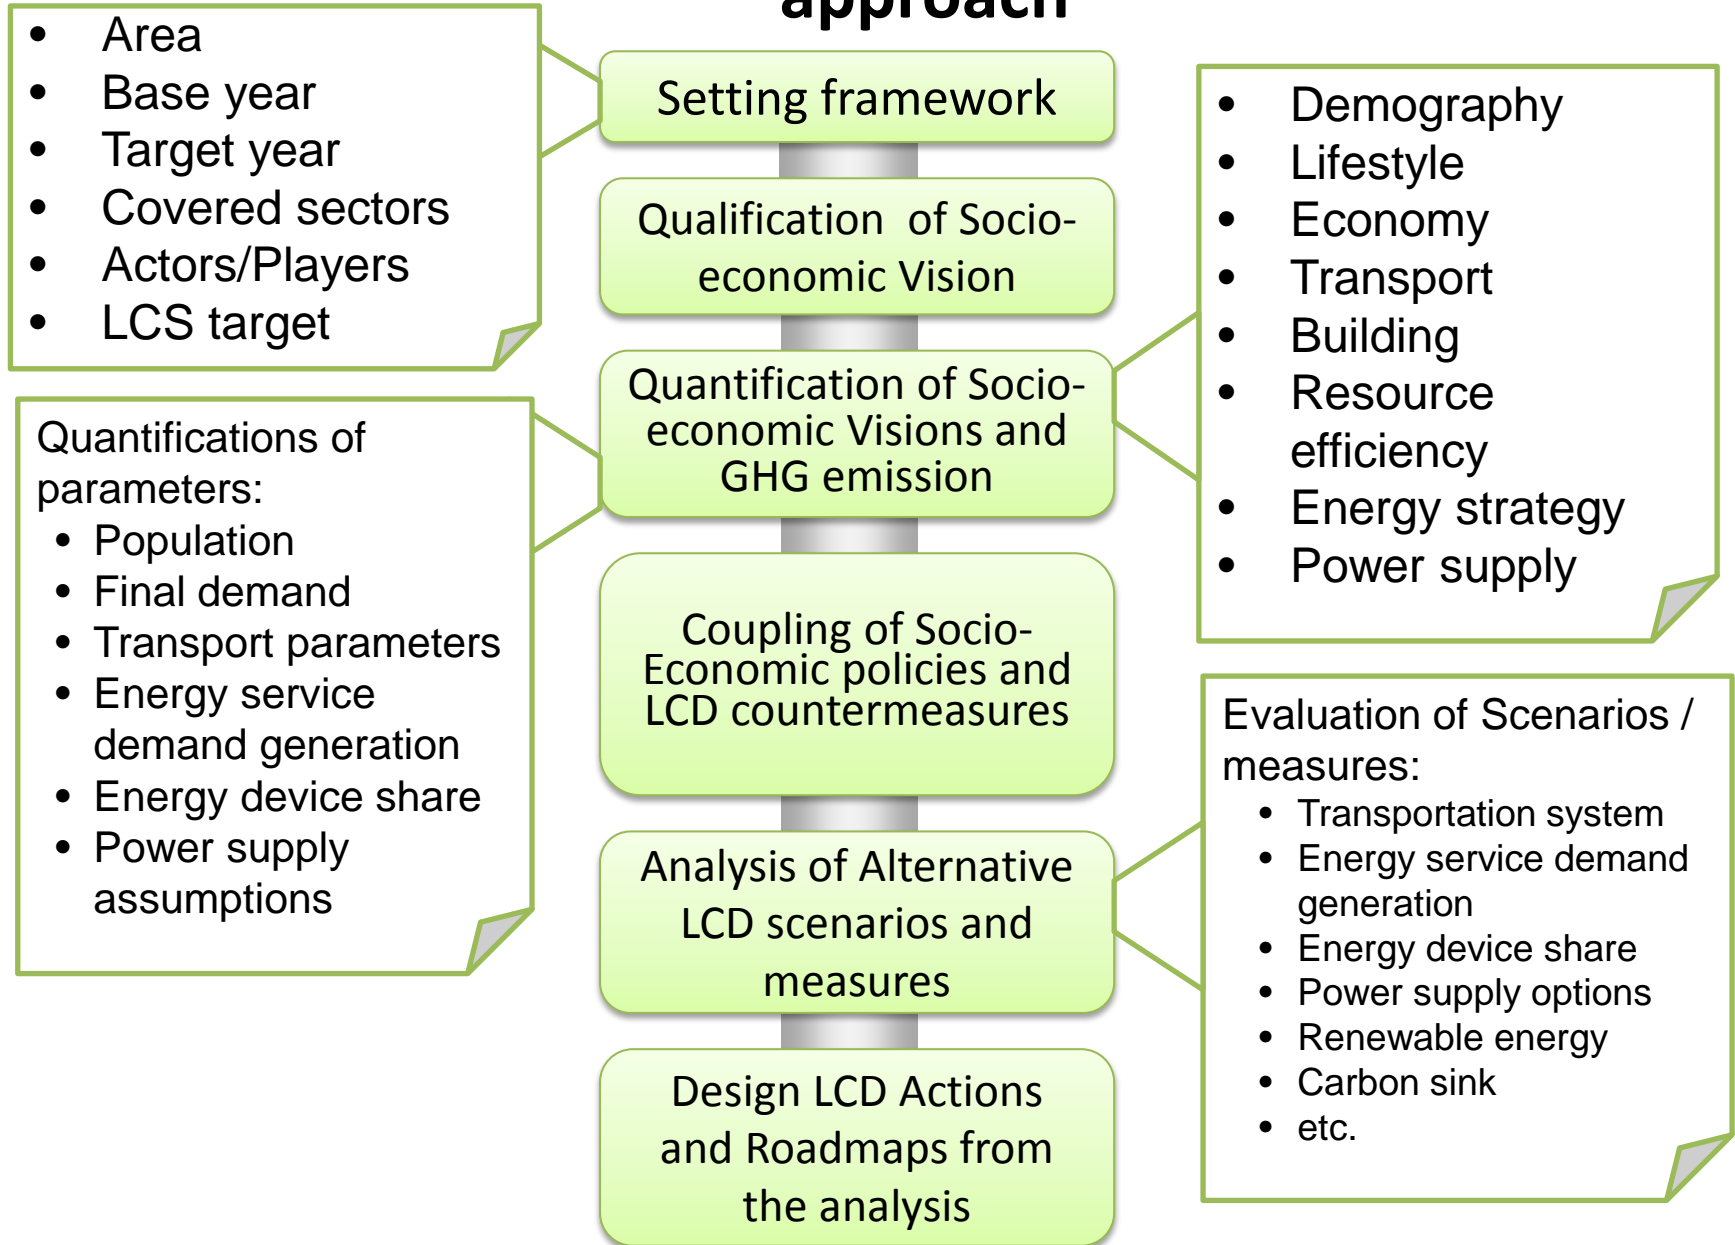 approach
• Area
• Base year
• Target year
• Covered sectors
• Actors/Players
• LCS target
Setting framework
Qualification of Socio-
economic Vision
Quantification of Socio-
economic Visions and
GHG emission
Coupling of Socio-
Economic policies and
LCD countermeasures
Analysis of Alternative
LCD scenarios and
measures
Design LCD Actions
and Roadmaps from
the analysis
• Demography
• Lifestyle
• Economy
• Transport
• Building
• Resource
efficiency
• Energy strategy
• Power supply
Quantifications of
parameters:
• Population
• Final demand
• Transport parameters
• Energy service
demand generation
• Energy device share
• Power supply
assumptions
Evaluation of Scenarios /
measures:
• Transportation system
• Energy service demand
generation
• Energy device share
• Power supply options
• Renewable energy
• Carbon sink
• etc.